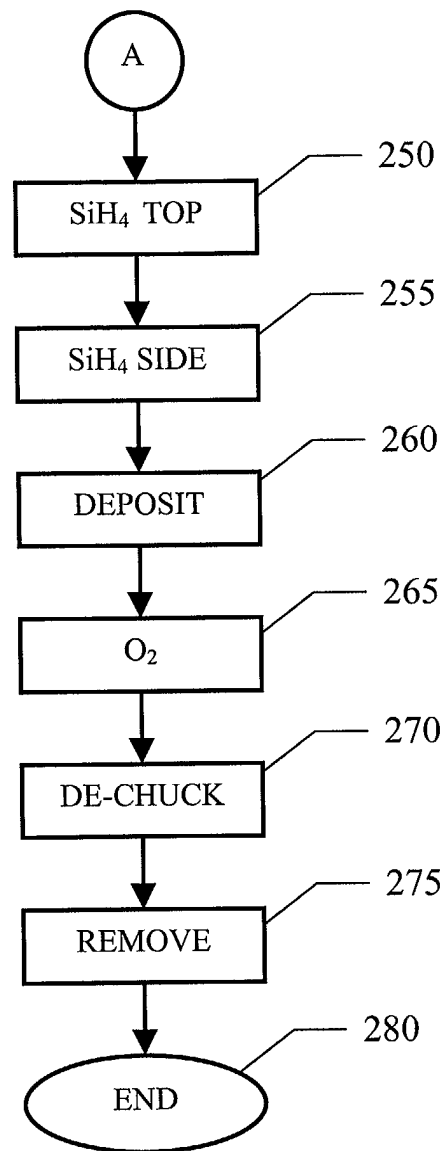 A
250
SiH₄ TOP
255
SiH₄ SIDE
260
DEPOSIT
265
O₂
270
DE-CHUCK
275
REMOVE
280
END